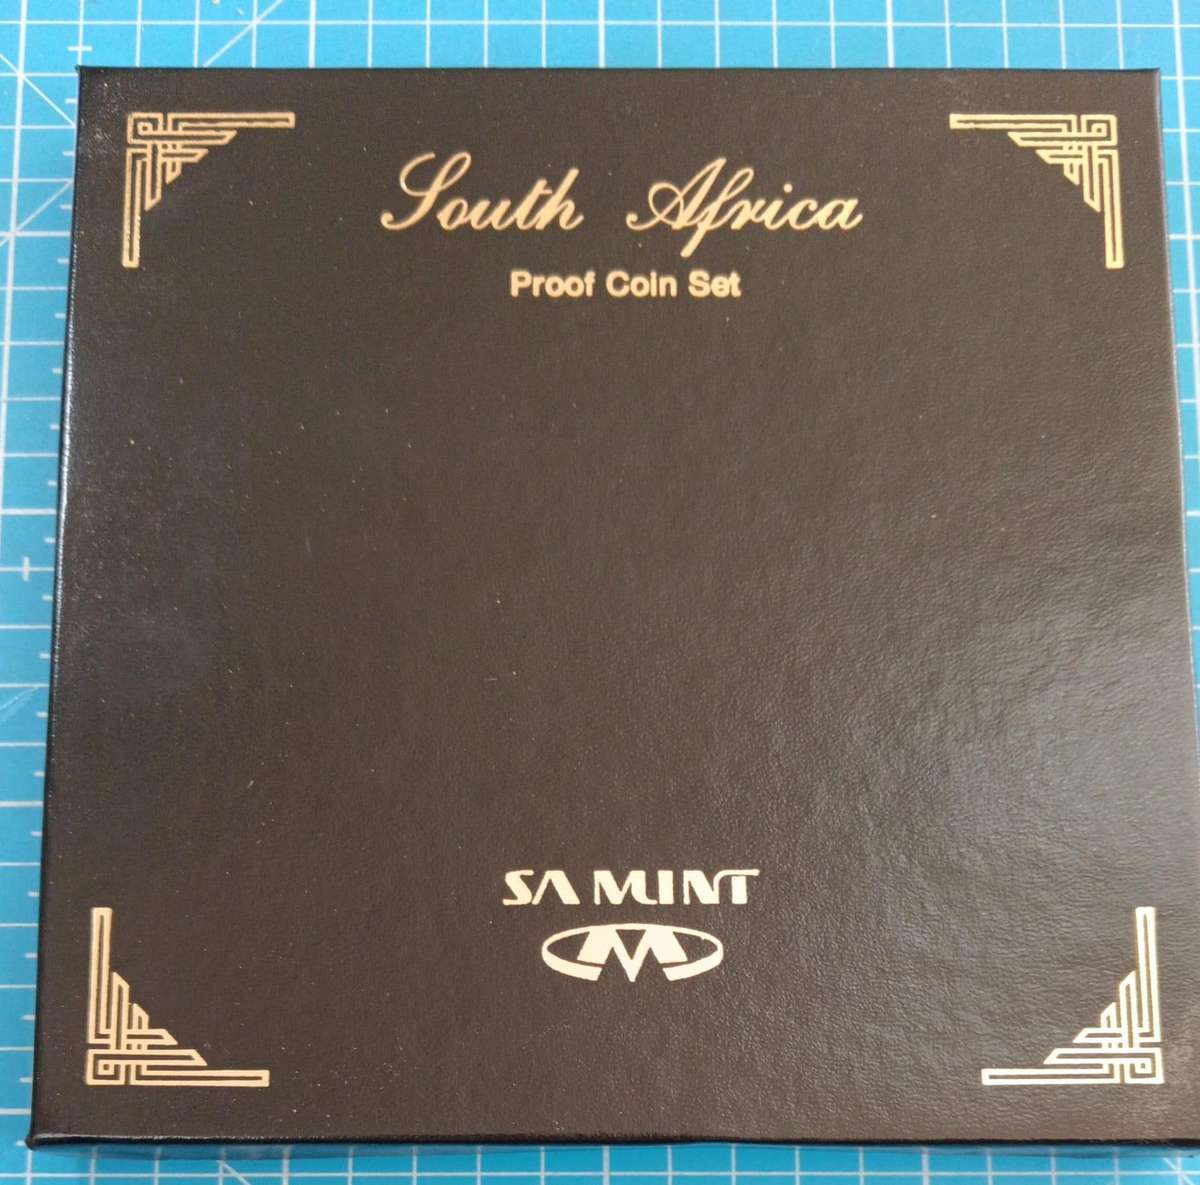 South Africa
Proof Coin Set
SA MINT
M